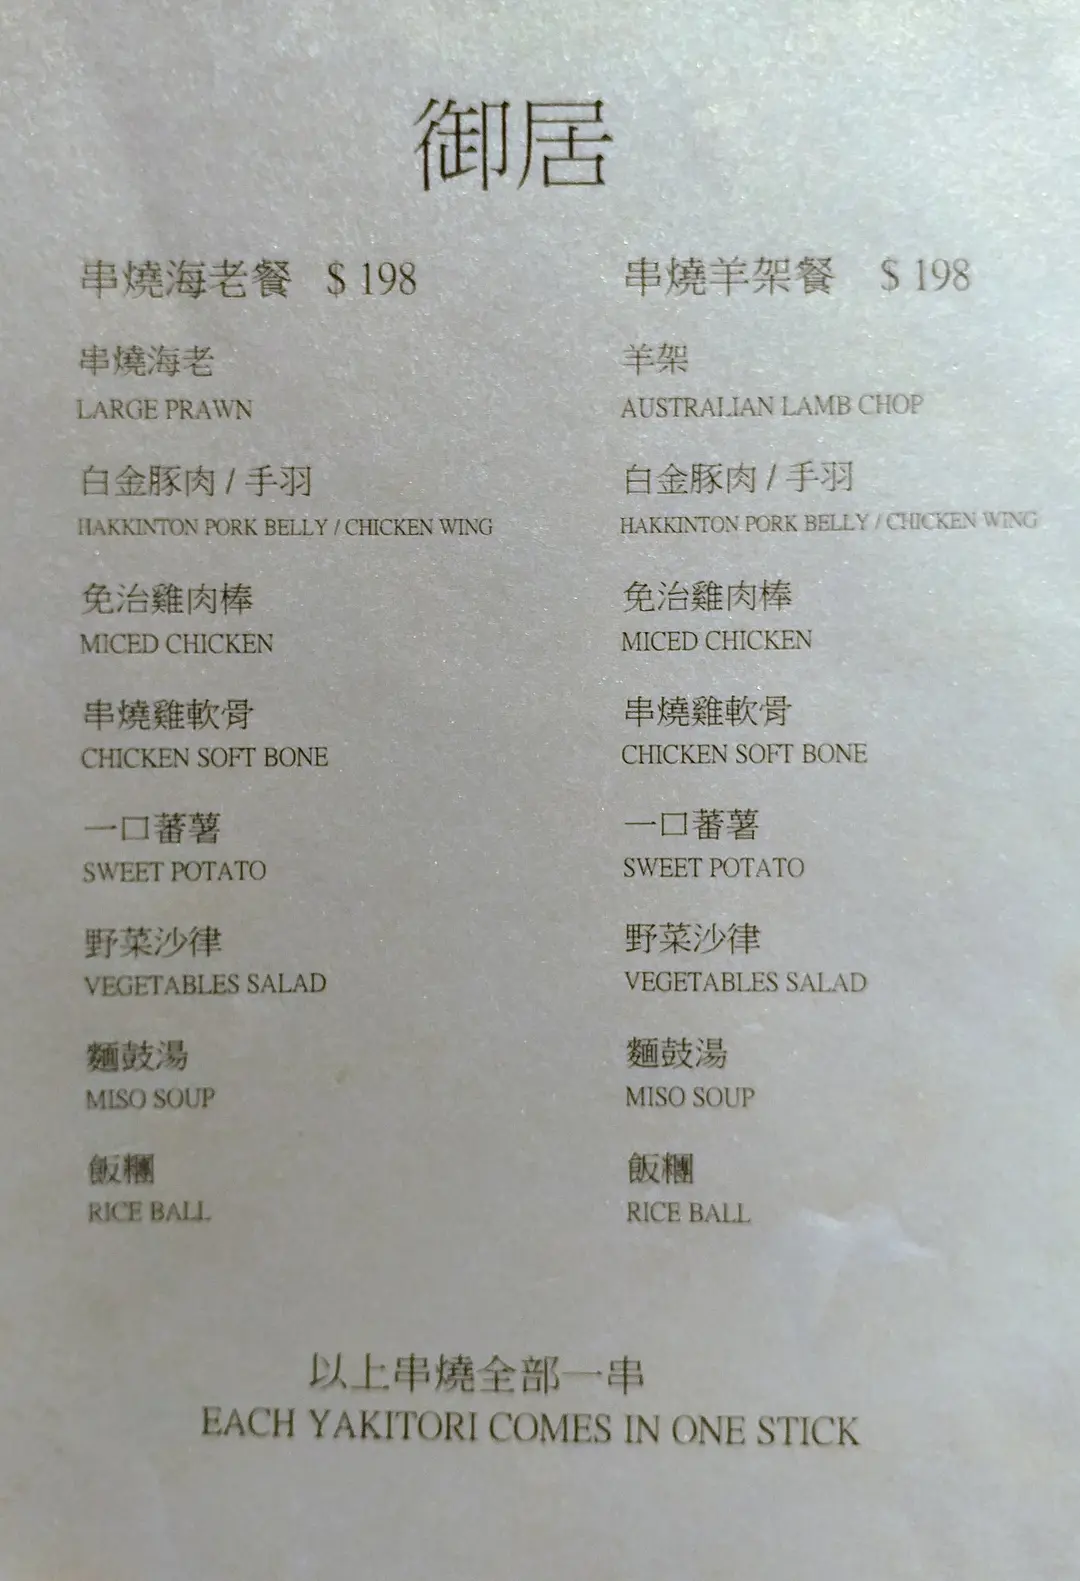 御居
串燒海老餐 $ 198
串燒海老
LARGE PRAWN
白金豚肉 / 手羽
HAKKINTON PORK BELLY / CHICKEN WING
免治雞肉棒
MICED CHICKEN
串燒雞軟骨
CHICKEN SOFT BONE
一口蕃薯
SWEET POTATO
野菜沙律
VEGETABLES SALAD
麵鼓湯
MISO SOUP
飯糰
RICE BALL
串燒羊架餐 $ 198
羊架
AUSTRALIAN LAMB CHOP
白金豚肉 / 手羽
HAKKINTON PORK BELLY / CHICKEN WING
免治雞肉棒
MICED CHICKEN
串燒雞軟骨
CHICKEN SOFT BONE
一口蕃薯
SWEET POTATO
野菜沙律
VEGETABLES SALAD
麵鼓湯
MISO SOUP
飯糰
RICE BALL
以上串燒全部一串
EACH YAKITORI COMES IN ONE STICK